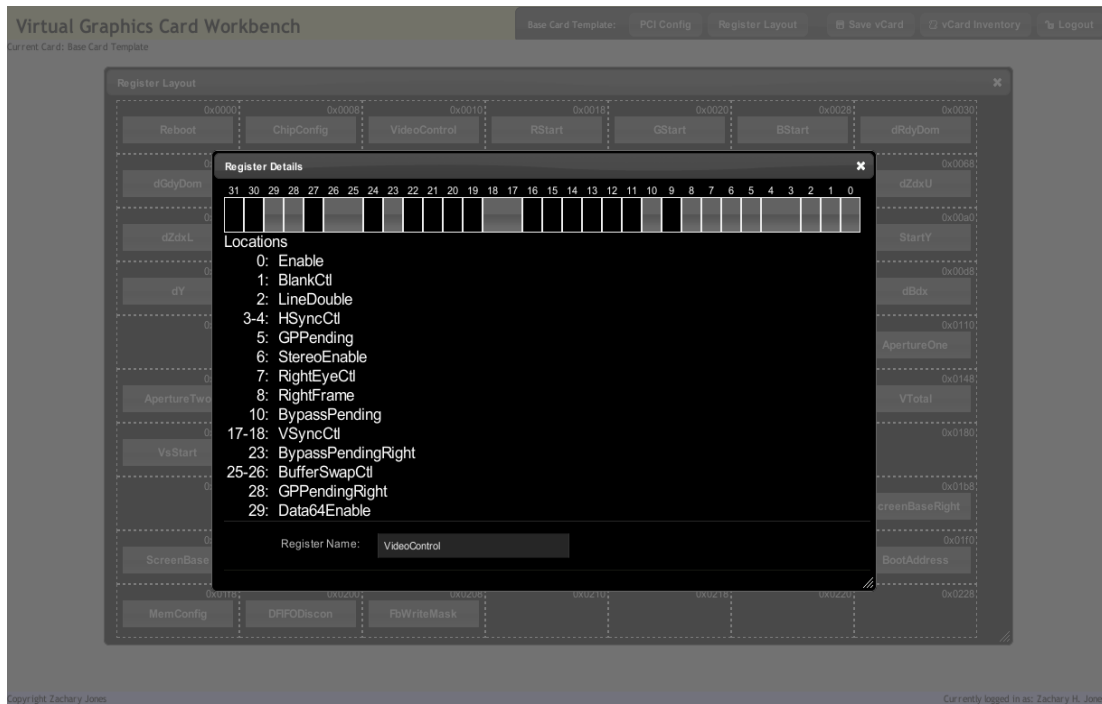 Virtual Graphics Card Workbench
Base Card Template: PCI Config Register Layout Save vCard vCard Inventory Logout
Current Card: Base Card Template
Register Layout
0x0000 0x0008 0x0010 0x0018 0x0020 0x0028 0x0030
Reboot ChipConfig VideoControl RStart GStart BStart dRdyDom
Register Details
0x0068
dGdyDom dZdxU
31 30 29 28 27 26 25 24 23 22 21 20 19 18 17 16 15 14 13 12 11 10 9 8 7 6 5 4 3 2 1 0
0x00a0
dZdxL StartY
Locations
0: Enable
0x00d8
1: BlankCtl
dY dBdx
2: LineDouble
3-4: HSyncCtl
0x0110
5: GPPending
ApertureOne
6: StereoEnable
7: RightEyeCtl
0x0148
8: RightFrame
ApertureTwo VTotal
10: BypassPending
17-18: VSyncCtl
0x0180
23: BypassPendingRight
VsStart
25-26: BufferSwapCtl
28: GPPendingRight
0x01b8
29: Data64Enable
creenBaseRight
Register Name: VideoControl
0x01f0
ScreenBase BootAddress
0x01f8 0x0200 0x0208 0x0210 0x0218 0x0220 0x0228
MemConfig DFIFODiscon FbWriteMask
Copyright Zachary Jones
Currently logged in as: Zachary H. Jone